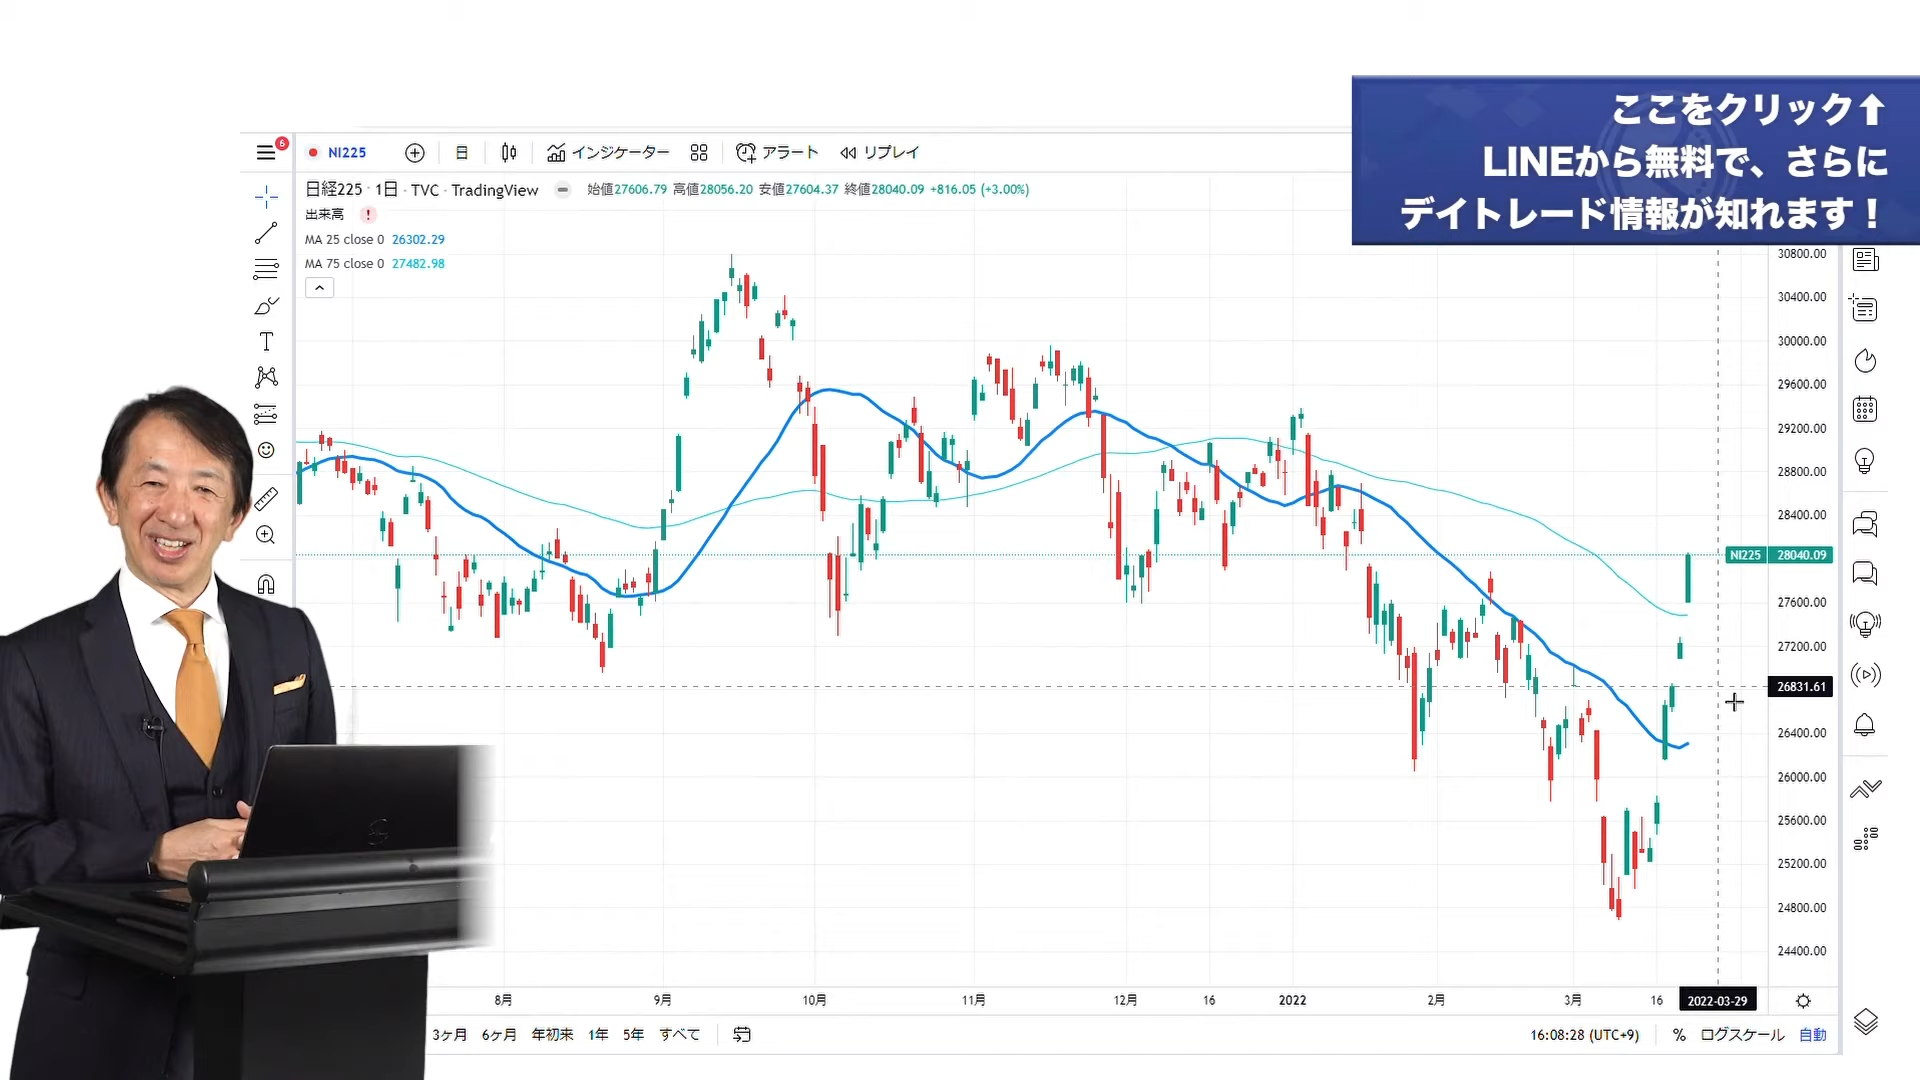 ここをクリック⬆
LINEから無料で、さらに
デイトレード情報が知れます！
6
NI225
インジケーター
アラート
リプレイ
日経225 · 1日 · TVC · TradingView
始値27606.79 高値28056.20 安値27604.37 終値28040.09 +816.05 (+3.00%)
出来高 !
MA 25 close 0 26302.29
MA 75 close 0 27482.98
30800.00
30400.00
30000.00
29600.00
29200.00
28800.00
28400.00
NI225 28040.09
27600.00
27200.00
26831.61
26400.00
26000.00
25600.00
25200.00
24800.00
24400.00
8月 9月 10月 11月 12月 16 2022 2月 3月 16 2022-03-29
3ヶ月 6ヶ月 年初来 1年 5年 すべて
16:08:28 (UTC+9) % ログスケール 自動